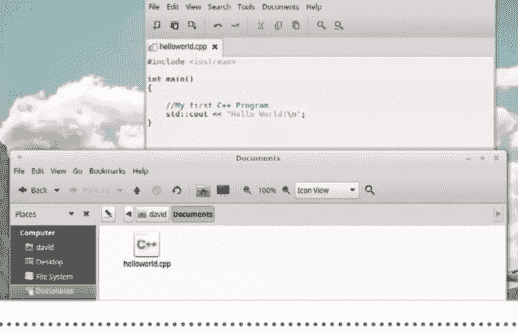 File Edit View Search Tools Documents Help
helloworld.cpp
#include <iostream>
int main()
{
//My first C++ Program
std::cout << "Hello World!\n";
}
Documents
File Edit View Go Bookmarks Help
Back Forward 100% Icon View
Places david Documents
Computer
david
Desktop
File System
Documents
C++
helloworld.cpp